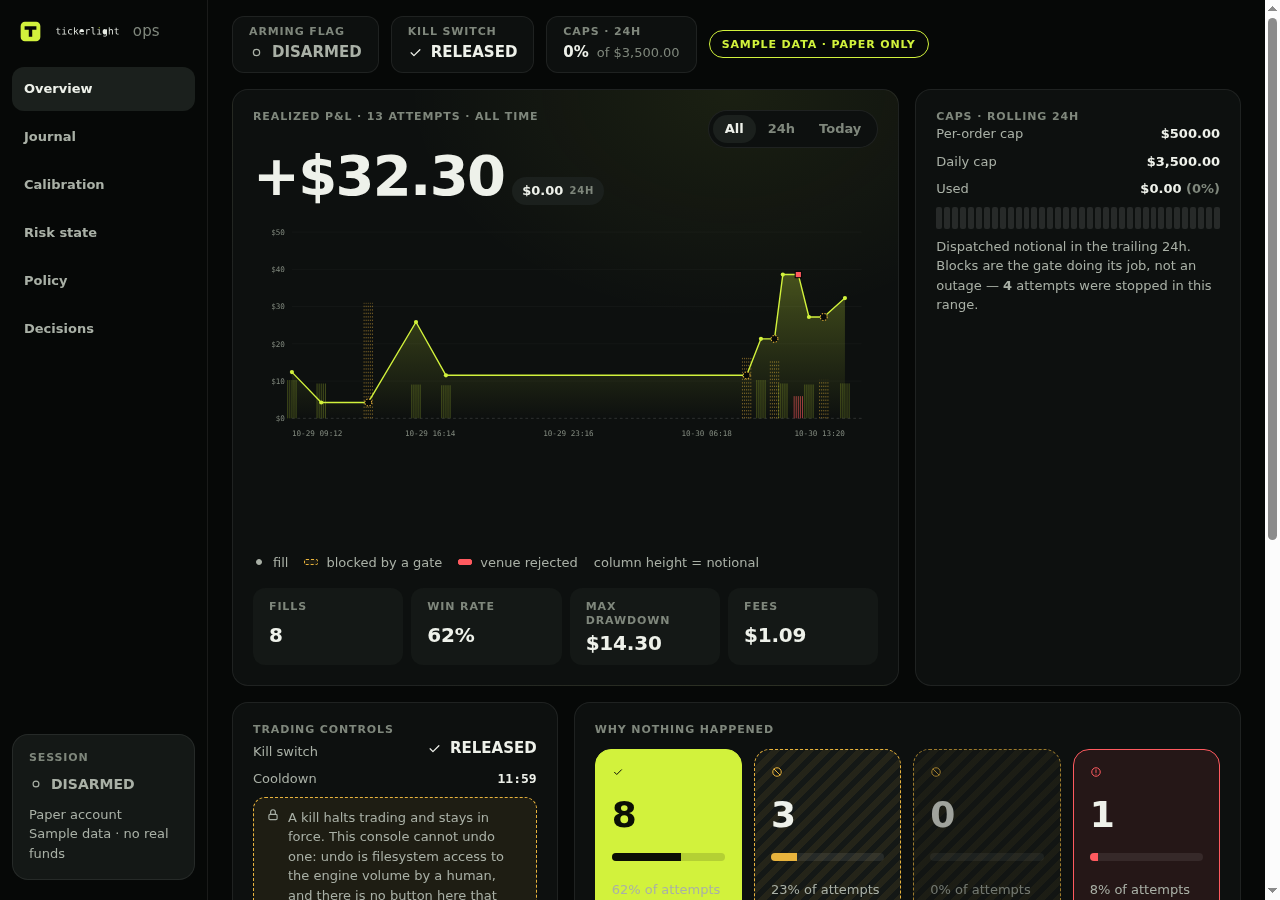 tickerlight ops
Overview
Journal
Calibration
Risk state
Policy
Decisions
SESSION
DISARMED
Paper account
Sample data · no real
funds
ARMING FLAG
DISARMED
KILL SWITCH
RELEASED
CAPS · 24H
0% of $3,500.00
SAMPLE DATA · PAPER ONLY
REALIZED P&L · 13 ATTEMPTS · ALL TIME
All 24h Today
+$32.30 $0.00 24H
$50
$40
$30
$20
$10
$0
10-29 09:12 10-29 16:14 10-29 23:16 10-30 06:18 10-30 13:20
fill blocked by a gate venue rejected column height = notional
FILLS
8
WIN RATE
62%
MAX
DRAWDOWN
$14.30
FEES
$1.09
CAPS · ROLLING 24H
Per-order cap $500.00
Daily cap $3,500.00
Used $0.00 (0%)
Dispatched notional in the trailing 24h.
Blocks are the gate doing its job, not an
outage — 4 attempts were stopped in this
range.
TRADING CONTROLS
Kill switch RELEASED
Cooldown 11:59
A kill halts trading and stays in
force. This console cannot undo
one: undo is filesystem access to
the engine volume by a human,
and there is no button here that
WHY NOTHING HAPPENED
8
62% of attempts
3
23% of attempts
0
0% of attempts
1
8% of attempts